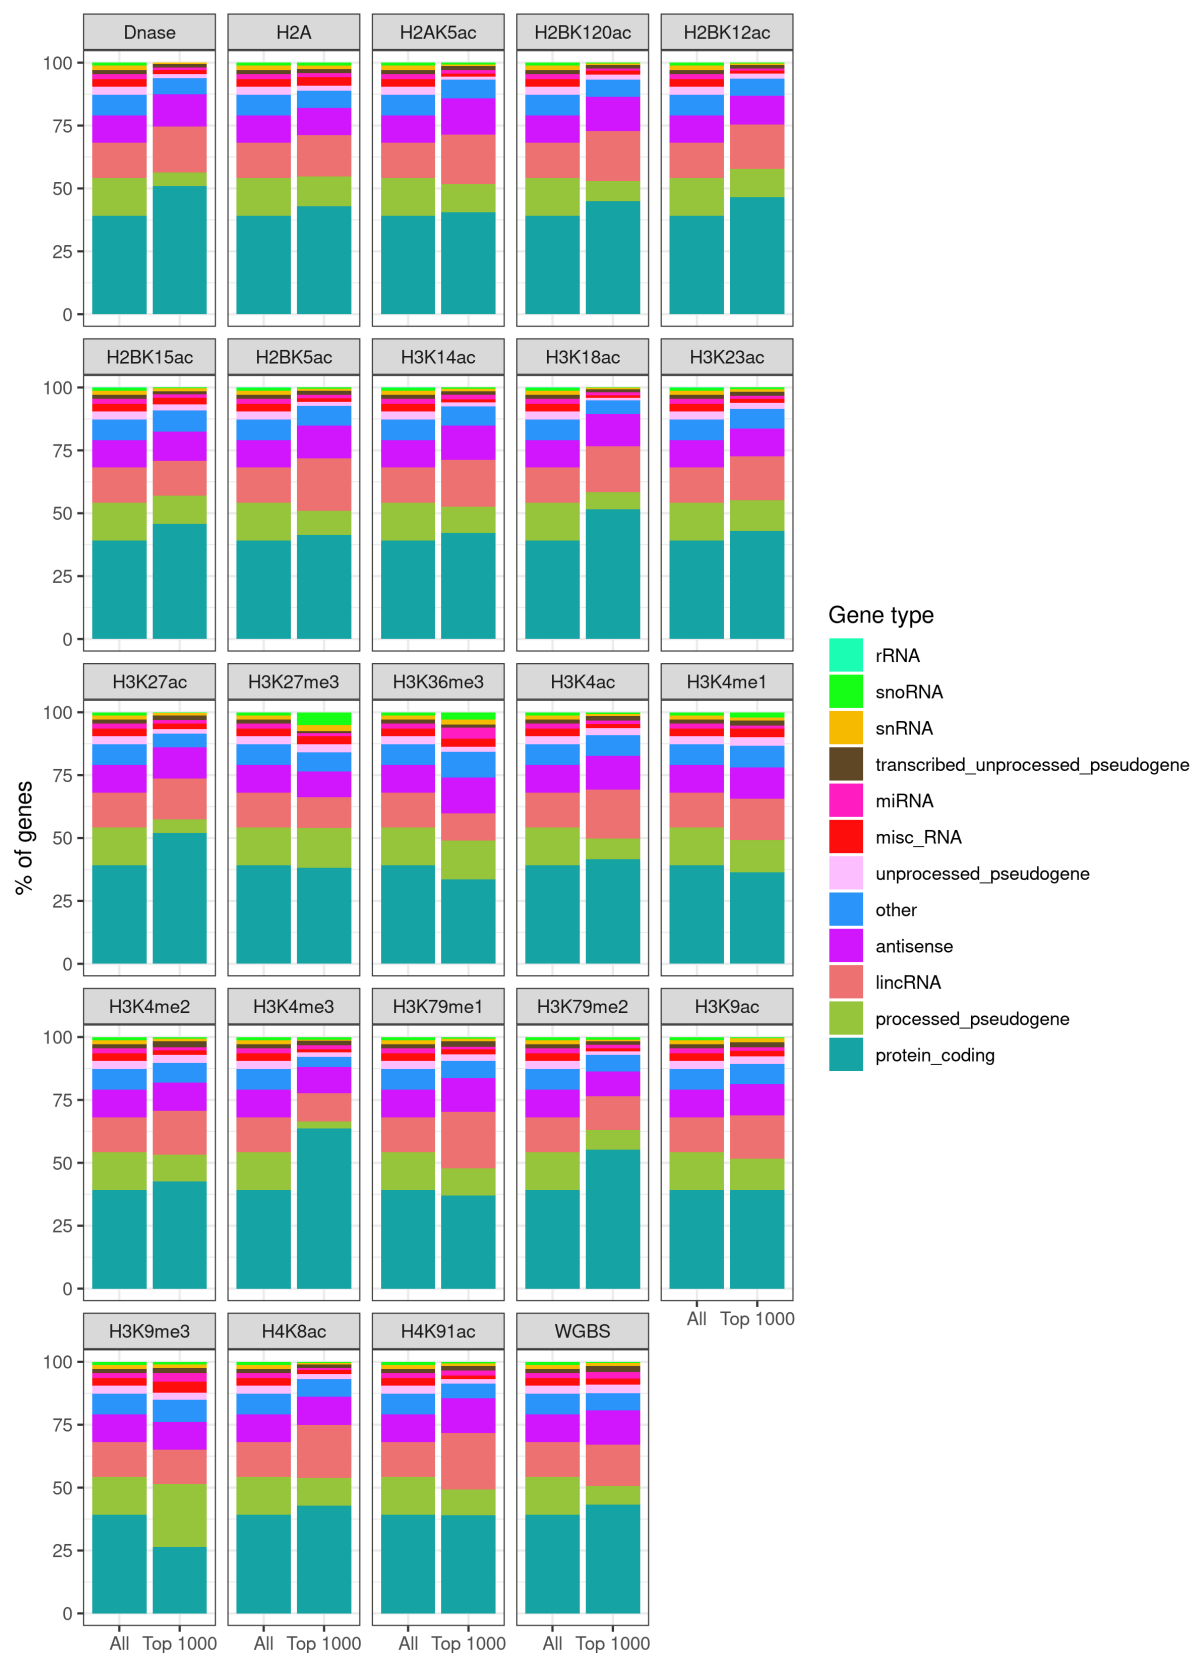 Dnase H2A H2AK5ac H2BK120ac H2BK12ac
100
75
50
25
0
H2BK15ac H2BK5ac H3K14ac H3K18ac H3K23ac
100
75
50
25
0
H3K27ac H3K27me3 H3K36me3 H3K4ac H3K4me1
100
75
50
25
0
H3K4me2 H3K4me3 H3K79me1 H3K79me2 H3K9ac
100
75
50
25
0
All Top 1000
H3K9me3 H4K8ac H4K91ac WGBS
100
75
50
25
0
All Top 1000 All Top 1000 All Top 1000 All Top 1000
% of genes
Gene type
rRNA
snoRNA
snRNA
transcribed_unprocessed_pseudogene
miRNA
misc_RNA
unprocessed_pseudogene
other
antisense
lincRNA
processed_pseudogene
protein_coding